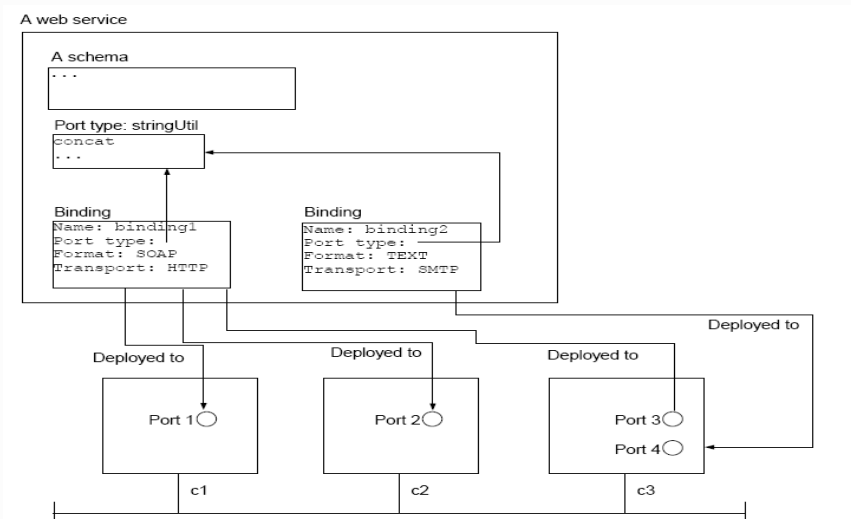 A web service
A schema
...
Port type: stringUtil
concat
...
Binding
Name: binding1
Port type:
Format: SOAP
Transport: HTTP
Binding
Name: binding2
Port type:
Format: TEXT
Transport: SMTP
Deployed to
Deployed to
Deployed to
Deployed to
Port 1
Port 2
Port 3
Port 4
c1
c2
c3